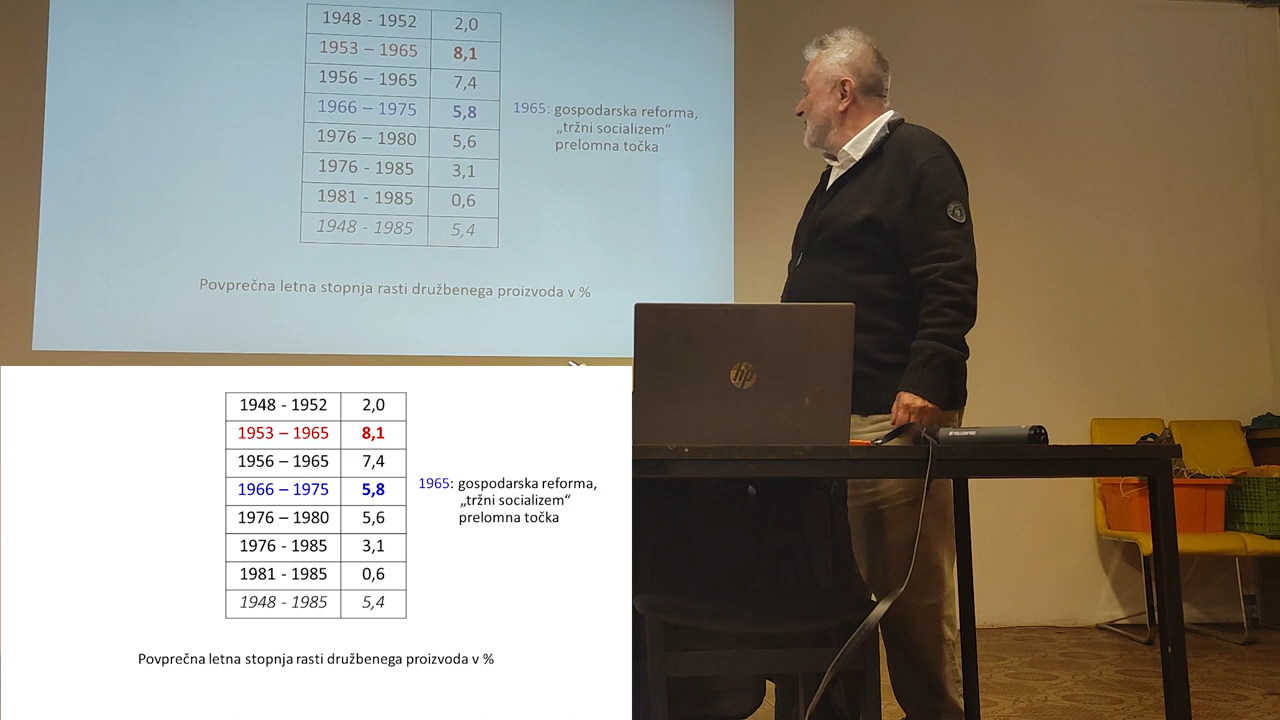 1948 - 1952 2,0
1953 – 1965 8,1
1956 – 1965 7,4
1966 – 1975 5,8
1976 – 1980 5,6
1976 - 1985 3,1
1981 - 1985 0,6
1948 - 1985 5,4
1965: gospodarska reforma,
„tržni socializem“
prelomna točka
Povprečna letna stopnja rasti družbenega proizvoda v %
hp
1948 - 1952 2,0
1953 – 1965 8,1
1956 – 1965 7,4
1966 – 1975 5,8
1976 – 1980 5,6
1976 - 1985 3,1
1981 - 1985 0,6
1948 - 1985 5,4
1965: gospodarska reforma,
„tržni socializem“
prelomna točka
Povprečna letna stopnja rasti družbenega proizvoda v %